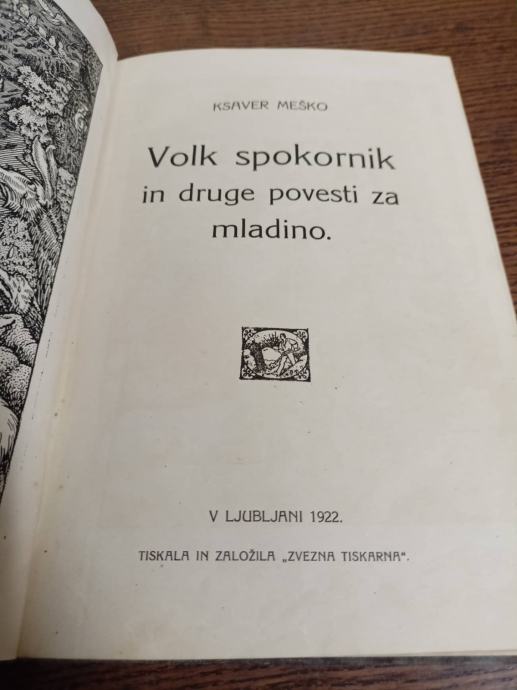 KSAVER MEŠKO
Volk spokornik
in druge povesti za
mladino.
V LJUBLJANI 1922.
TISKALA IN ZALOŽILA „ZVEZNA TISKARNA“.